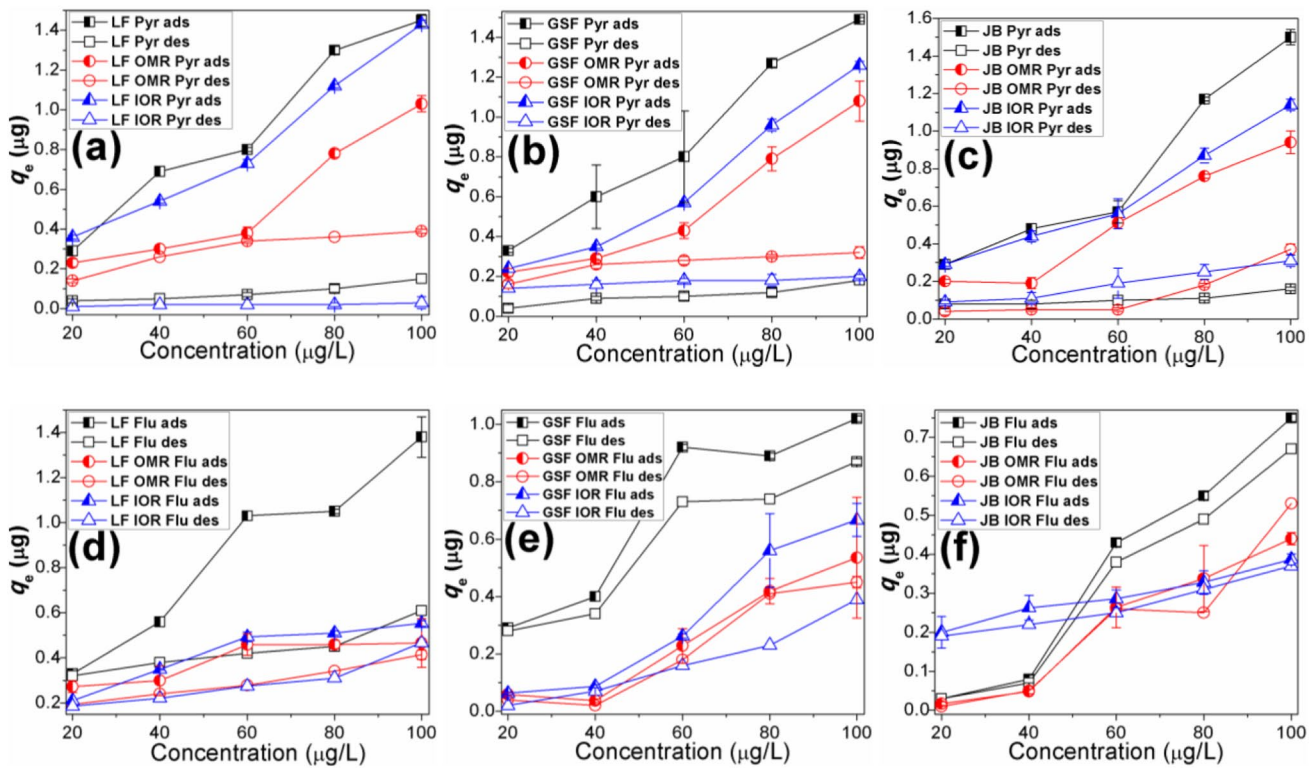 LF Pyr ads
LF Pyr des
LF OMR Pyr ads
LF OMR Pyr des
LF IOR Pyr ads
LF IOR Pyr des
(a)
qe (μg)
1.4
1.2
1.0
0.8
0.6
0.4
0.2
0.0
20 40 60 80 100
Concentration (μg/L)
GSF Pyr ads
GSF Pyr des
GSF OMR Pyr ads
GSF OMR Pyr des
GSF IOR Pyr ads
GSF IOR Pyr des
(b)
qe (μg)
1.4
1.2
1.0
0.8
0.6
0.4
0.2
0.0
20 40 60 80 100
Concentration (μg/L)
JB Pyr ads
JB Pyr des
JB OMR Pyr ads
JB OMR Pyr des
JB IOR Pyr ads
JB IOR Pyr des
(c)
qe (μg)
1.6
1.4
1.2
1.0
0.8
0.6
0.4
0.2
0.0
20 40 60 80 100
Concentration (μg/L)
LF Flu ads
LF Flu des
LF OMR Flu ads
LF OMR Flu des
LF IOR Flu ads
LF IOR Flu des
(d)
qe (μg)
1.4
1.2
1.0
0.8
0.6
0.4
0.2
20 40 60 80 100
Concentration (μg/L)
GSF Flu ads
GSF Flu des
GSF OMR Flu ads
GSF OMR Flu des
GSF IOR Flu ads
GSF IOR Flu des
(e)
qe (μg)
1.0
0.8
0.6
0.4
0.2
0.0
20 40 60 80 100
Concentration (μg/L)
JB Flu ads
JB Flu des
JB OMR Flu ads
JB OMR Flu des
JB IOR Flu ads
JB IOR Flu des
(f)
qe (μg)
0.7
0.6
0.5
0.4
0.3
0.2
0.1
0.0
20 40 60 80 100
Concentration (μg/L)